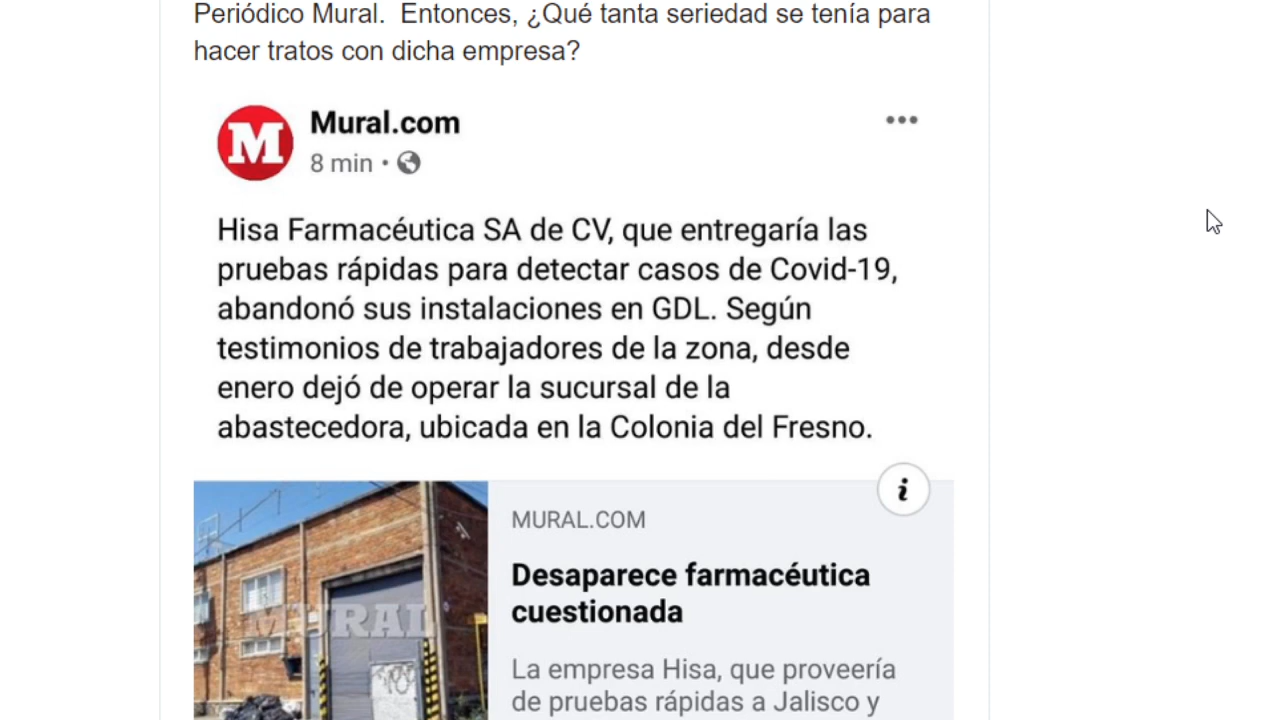 Periódico Mural.  Entonces, ¿Qué tanta seriedad se tenía para
hacer tratos con dicha empresa?
M
Mural.com
8 min •
Hisa Farmacéutica SA de CV, que entregaría las
pruebas rápidas para detectar casos de Covid-19,
abandonó sus instalaciones en GDL. Según
testimonios de trabajadores de la zona, desde
enero dejó de operar la sucursal de la
abastecedora, ubicada en la Colonia del Fresno.
i
MURAL
MURAL.COM
Desaparece farmacéutica
cuestionada
La empresa Hisa, que proveería
de pruebas rápidas a Jalisco y